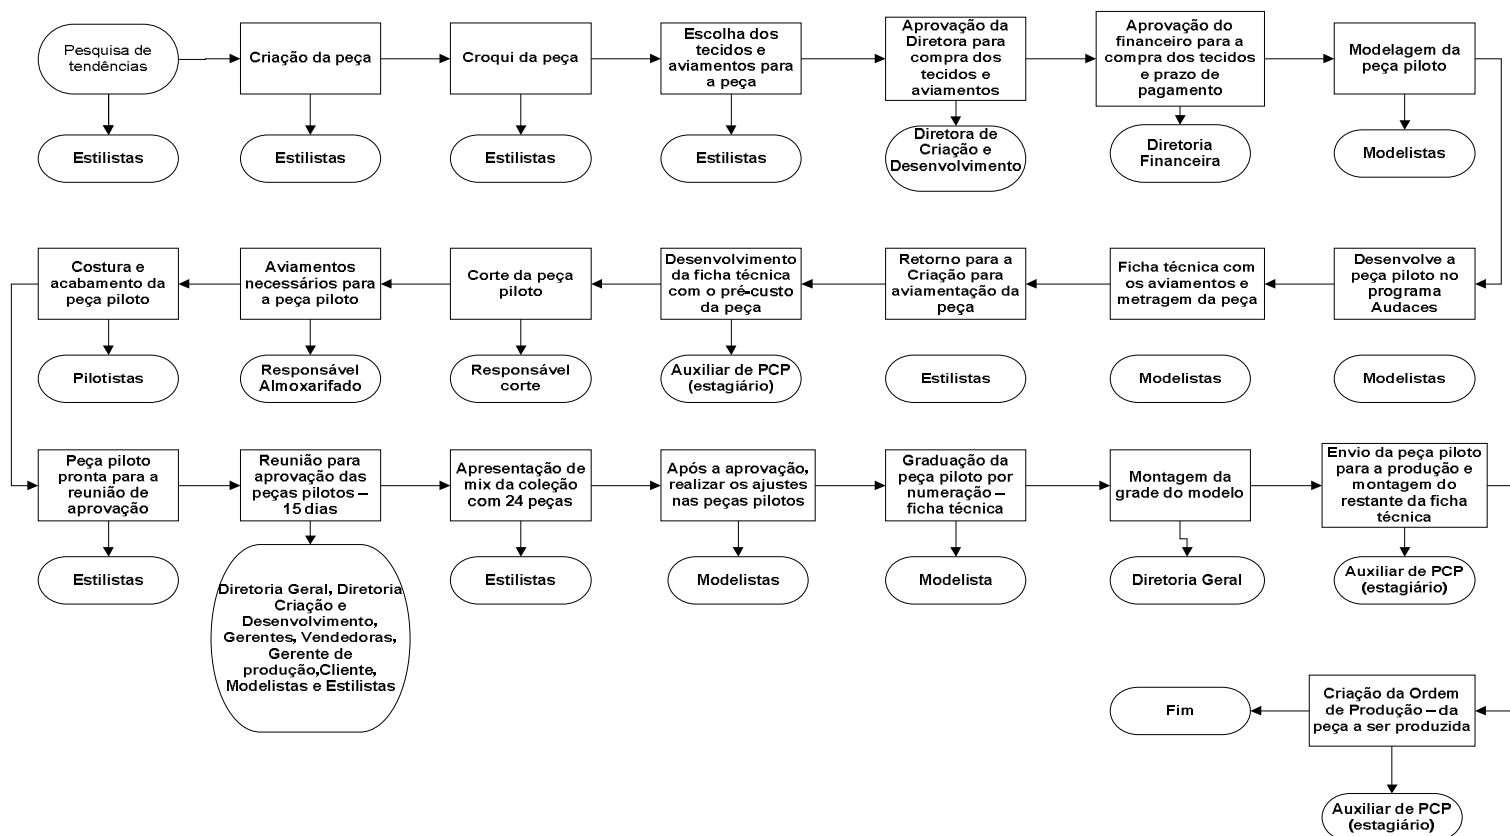 Pesquisa de
tendências
Criação da peça
Croqui da peça
Escolha dos
tecidos e
aviamentos para
a peça
Aprovação da
Diretora para
compra dos
tecidos e
aviamentos
Aprovação do
financeiro para a
compra dos tecidos
e prazo de
pagamento
Modelagem da
peça piloto
Estilistas
Estilistas
Estilistas
Estilistas
Diretora de
Criação e
Desenvolvimento
Diretoria
Financeira
Modelistas
Costura e
acabamento da
peça piloto
Aviamentos
necessários para
a peça piloto
Corte da peça
piloto
Desenvolvimento
da ficha técnica
com o pré-custo
da peça
Retorno para a
Criação para
aviamentação da
peça
Ficha técnica com
os aviamentos e
metragem da peça
Desenvolve a
peça piloto no
programa
Audaces
Pilotistas
Responsável
Almoxarifado
Responsável
corte
Auxiliar de PCP
(estagiário)
Estilistas
Modelistas
Modelistas
Peça piloto
pronta para a
reunião de
aprovação
Reunião para
aprovação das
peças pilotos –
15 dias
Apresentação de
mix da coleção
com 24 peças
Após a aprovação,
realizar os ajustes
nas peças pilotos
Graduação da
peça piloto por
numeração –
ficha técnica
Montagem da
grade do modelo
Envio da peça piloto
para a produção e
montagem do
restante da ficha
técnica
Estilistas
Diretoria Geral, Diretoria
Criação e
Desenvolvimento,
Gerentes, Vendedoras,
Gerente de
produção,Cliente,
Modelistas e Estilistas
Estilistas
Modelistas
Modelista
Diretoria Geral
Auxiliar de PCP
(estagiário)
Fim
Criação da Ordem
de Produção – da
peça a ser produzida
Auxiliar de PCP
(estagiário)